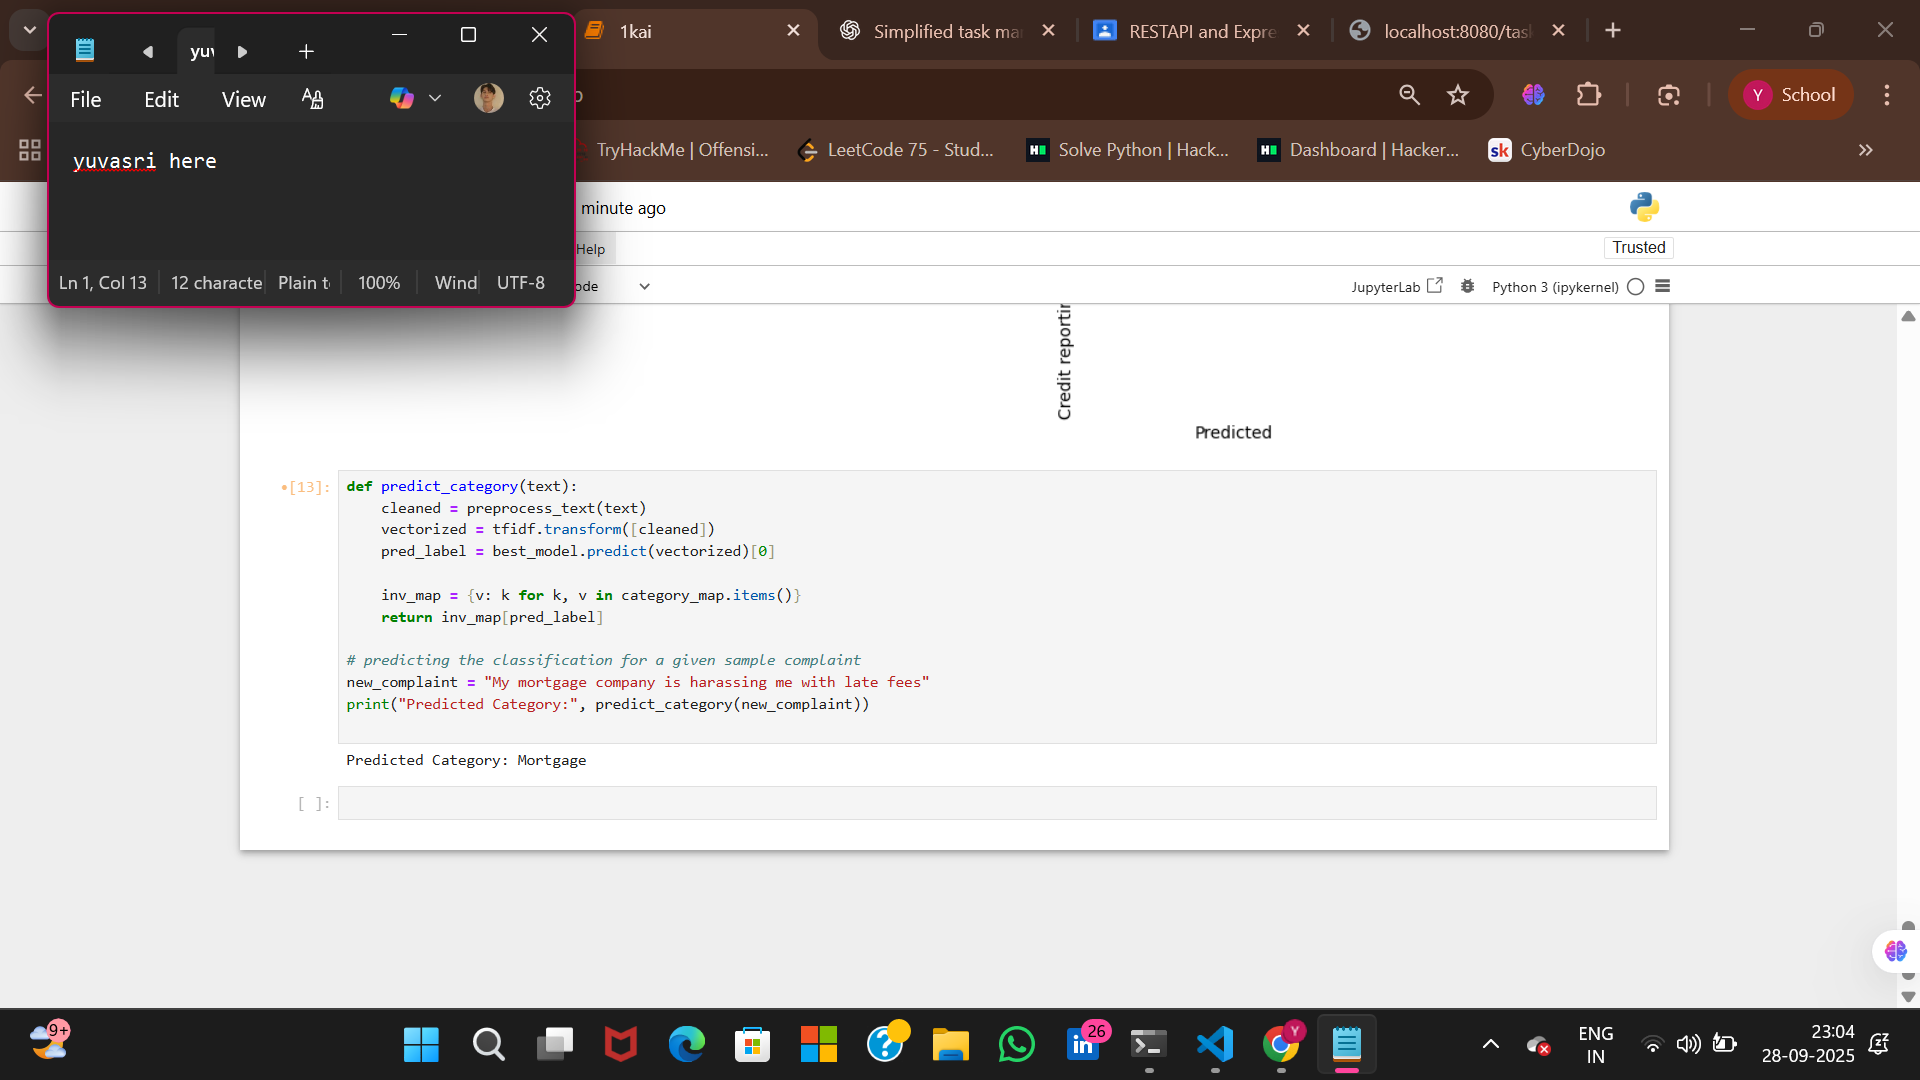 yuv
File Edit View
yuvasri here
Ln 1, Col 13 12 characte Plain t 100% Wind UTF-8
1kai
Simplified task ma
RESTAPI and Expre
localhost:8080/tas
Y School
TryHackMe | Offensi...
LeetCode 75 - Stud...
Solve Python | Hack...
Dashboard | Hacker...
sk CyberDojo
minute ago
Help
Trusted
ode
JupyterLab
Python 3 (ipykernel)
Credit reportin
Predicted
•[13]:
def predict_category(text):
    cleaned = preprocess_text(text)
    vectorized = tfidf.transform([cleaned])
    pred_label = best_model.predict(vectorized)[0]
    inv_map = {v: k for k, v in category_map.items()}
    return inv_map[pred_label]
# predicting the classification for a given sample complaint
new_complaint = "My mortgage company is harassing me with late fees"
print("Predicted Category:", predict_category(new_complaint))
Predicted Category: Mortgage
[ ]:
9+
26
Y
ENG
IN
23:04
28-09-2025